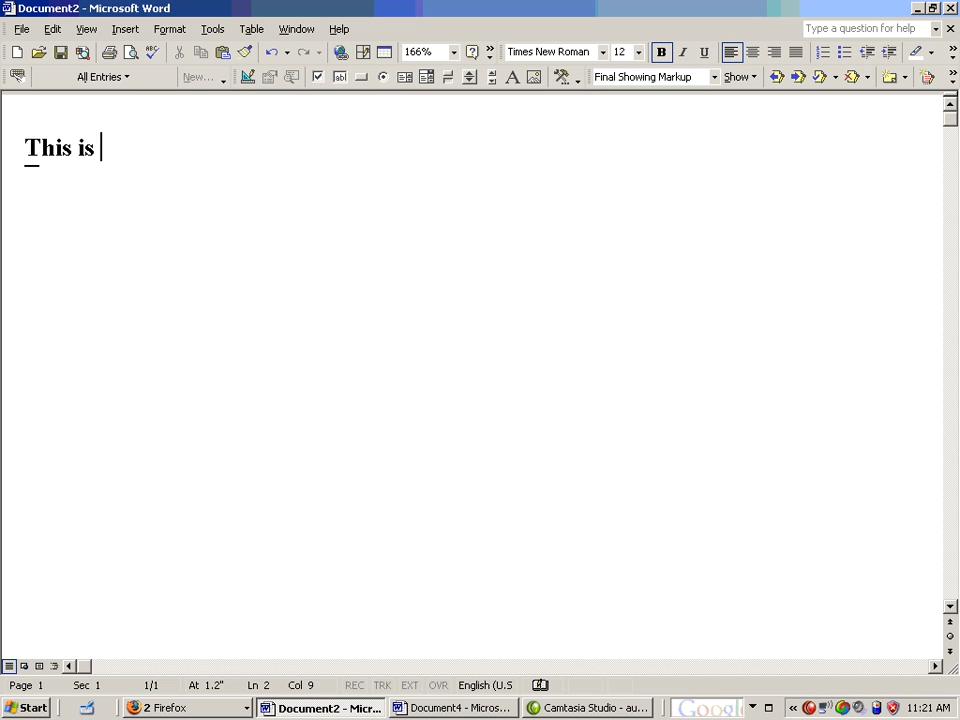 Document2 - Microsoft Word
File Edit View Insert Format Tools Table Window Help Type a question for help
166% Times New Roman 12 B I U
All Entries New... ab| A Final Showing Markup Show
This is
Page 1 Sec 1 1/1 At 1.2" Ln 2 Col 9 REC TRK EXT OVR English (U.S
Start 2 Firefox Document2 - Micr... Document4 - Micros... Camtasia Studio - au... Googl « 11:21 AM